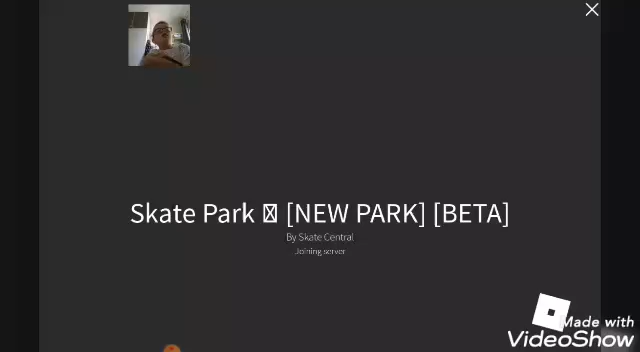 Skate Park [NEW PARK] [BETA]
By Skate Central
Joining server
Made with
VideoShow